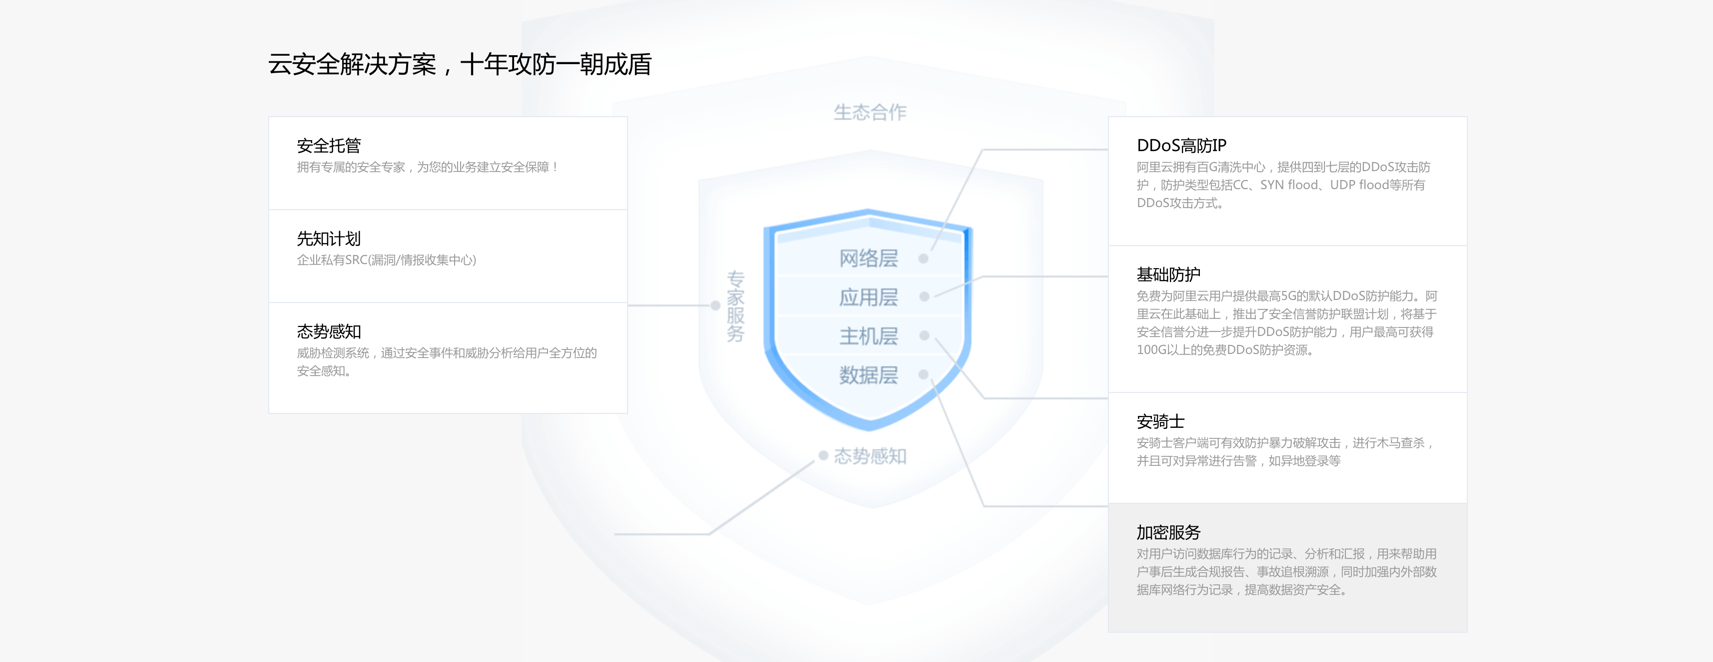 云安全解决方案，十年攻防一朝成盾
安全托管
拥有专属的安全专家，为您的业务建立安全保障！
先知计划
企业私有SRC(漏洞/情报收集中心)
态势感知
威胁检测系统，通过安全事件和威胁分析给用户全方位的
安全感知。
生态合作
专家服务
网络层
应用层
主机层
数据层
态势感知
DDoS高防IP
阿里云拥有百G清洗中心，提供四到七层的DDoS攻击防
护，防护类型包括CC、SYN flood、UDP flood等所有
DDoS攻击方式。
基础防护
免费为阿里云用户提供最高5G的默认DDoS防护能力。阿
里云在此基础上，推出了安全信誉防护联盟计划，将基于
安全信誉分进一步提升DDoS防护能力，用户最高可获得
100G以上的免费DDoS防护资源。
安骑士
安骑士客户端可有效防护暴力破解攻击，进行木马查杀，
并且可对异常进行告警，如异地登录等
加密服务
对用户访问数据库行为的记录、分析和汇报，用来帮助用
户事后生成合规报告、事故追根溯源，同时加强内外部数
据库网络行为记录，提高数据资产安全。